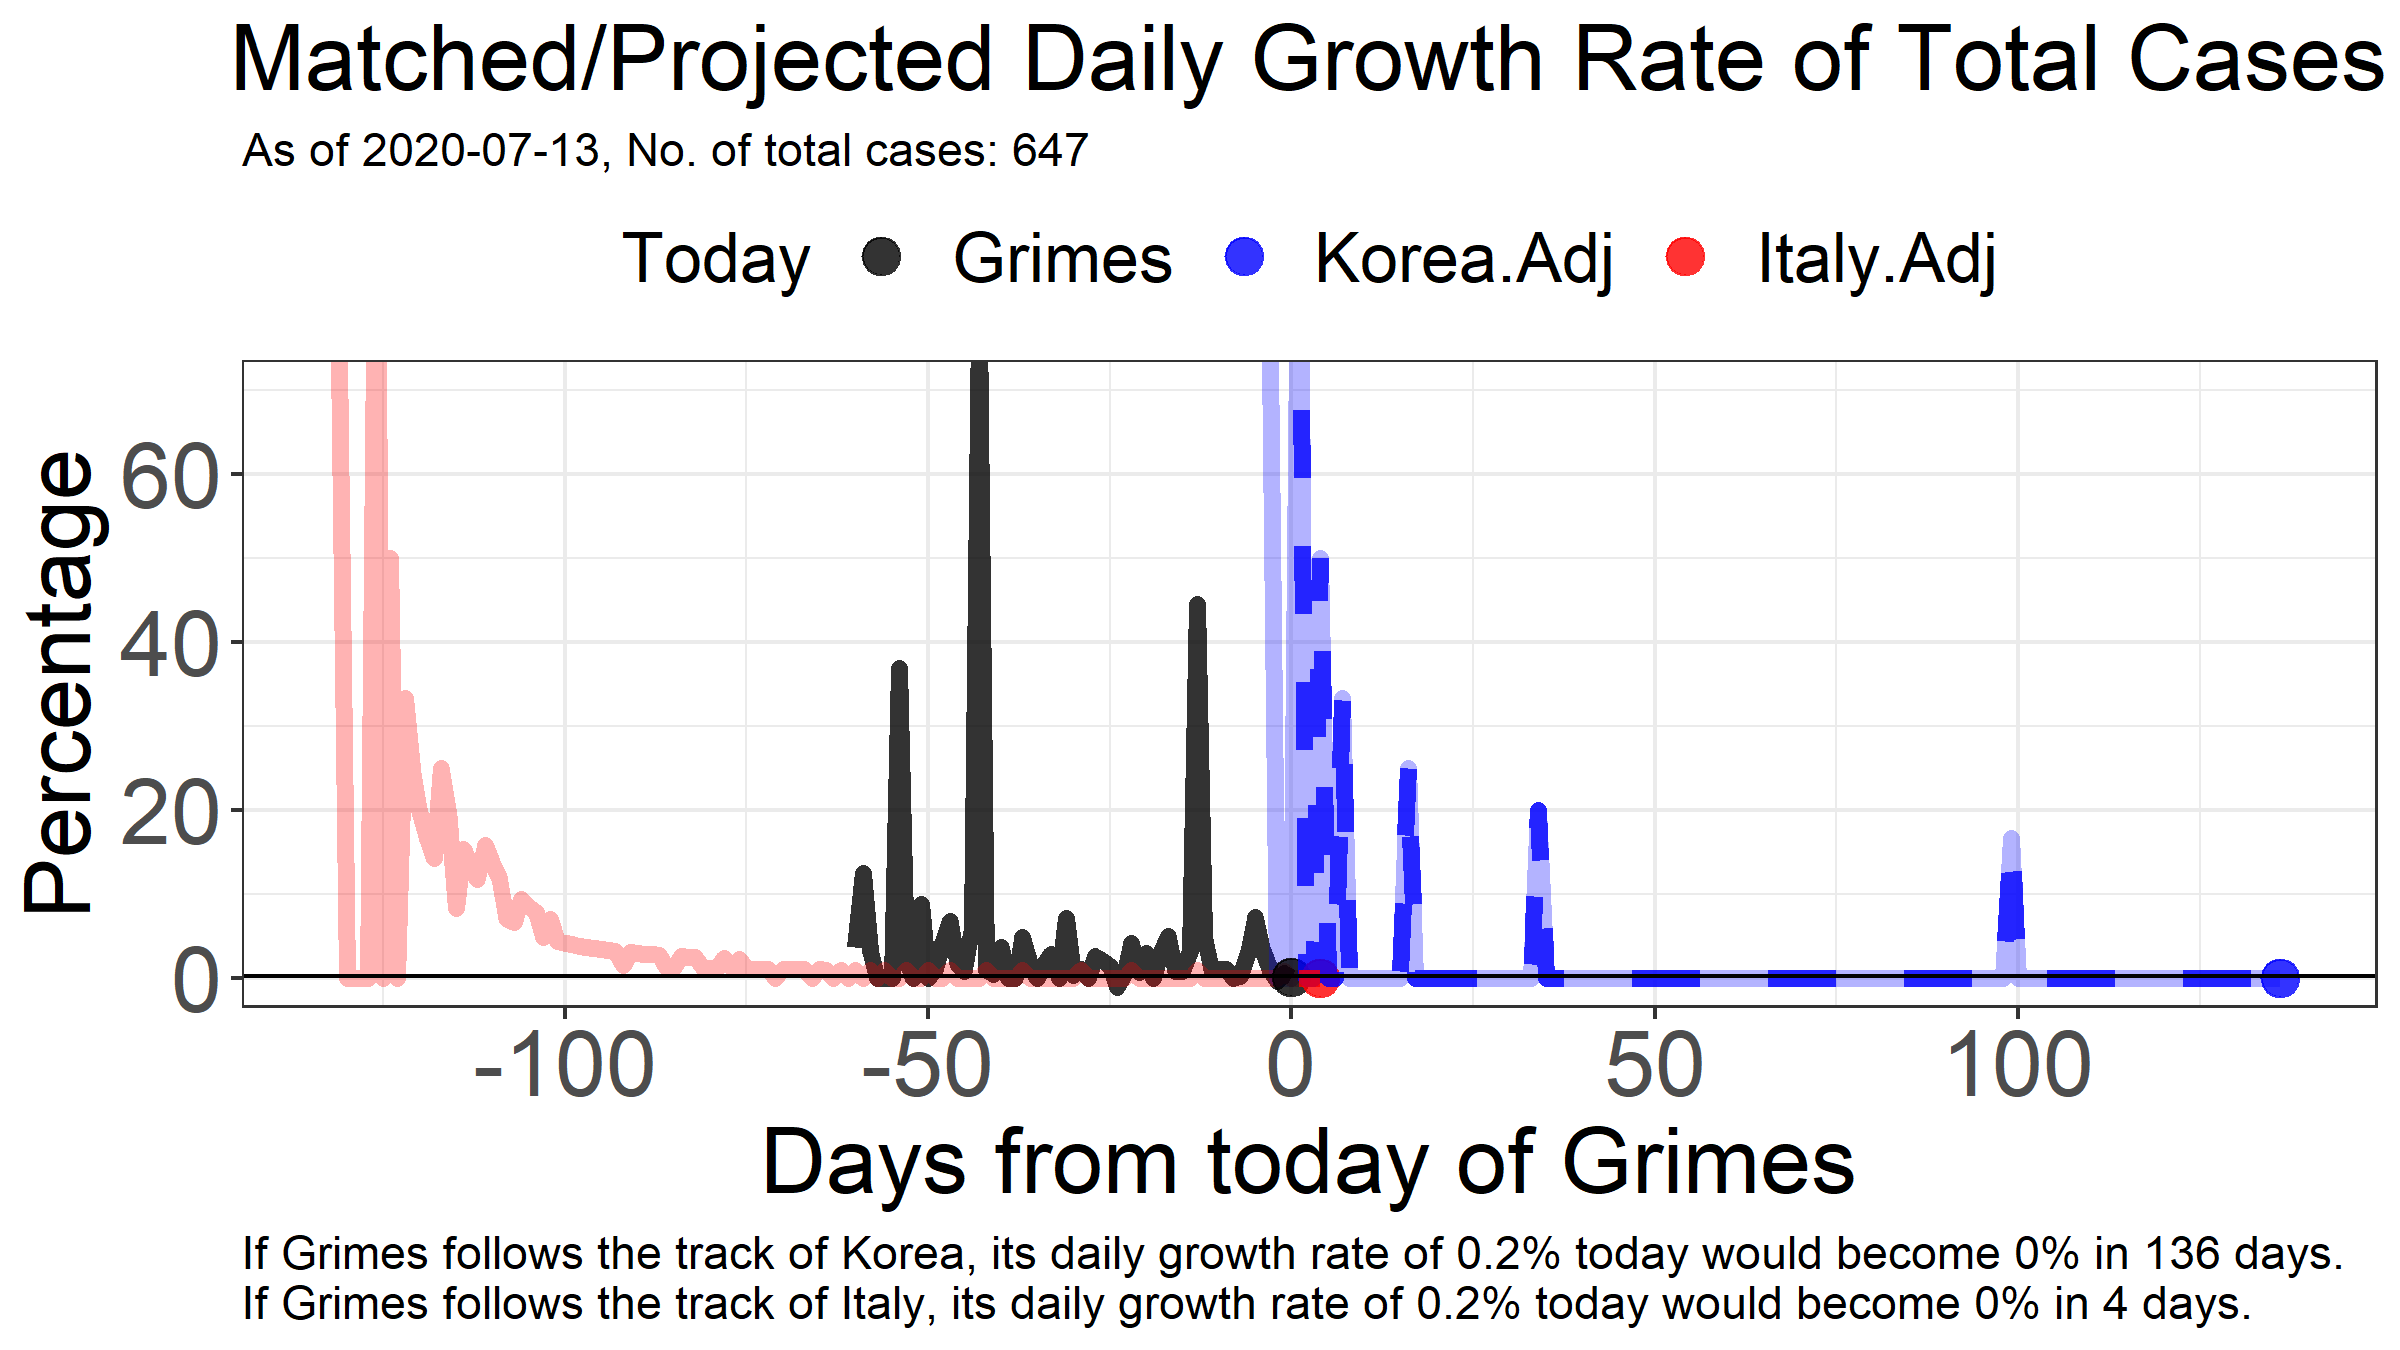 Matched/Projected Daily Growth Rate of Total Cases
As of 2020-07-13, No. of total cases: 647
Today Grimes Korea.Adj Italy.Adj
Percentage
60
40
20
0
-100 -50 0 50 100
Days from today of Grimes
If Grimes follows the track of Korea, its daily growth rate of 0.2% today would become 0% in 136 days.
If Grimes follows the track of Italy, its daily growth rate of 0.2% today would become 0% in 4 days.